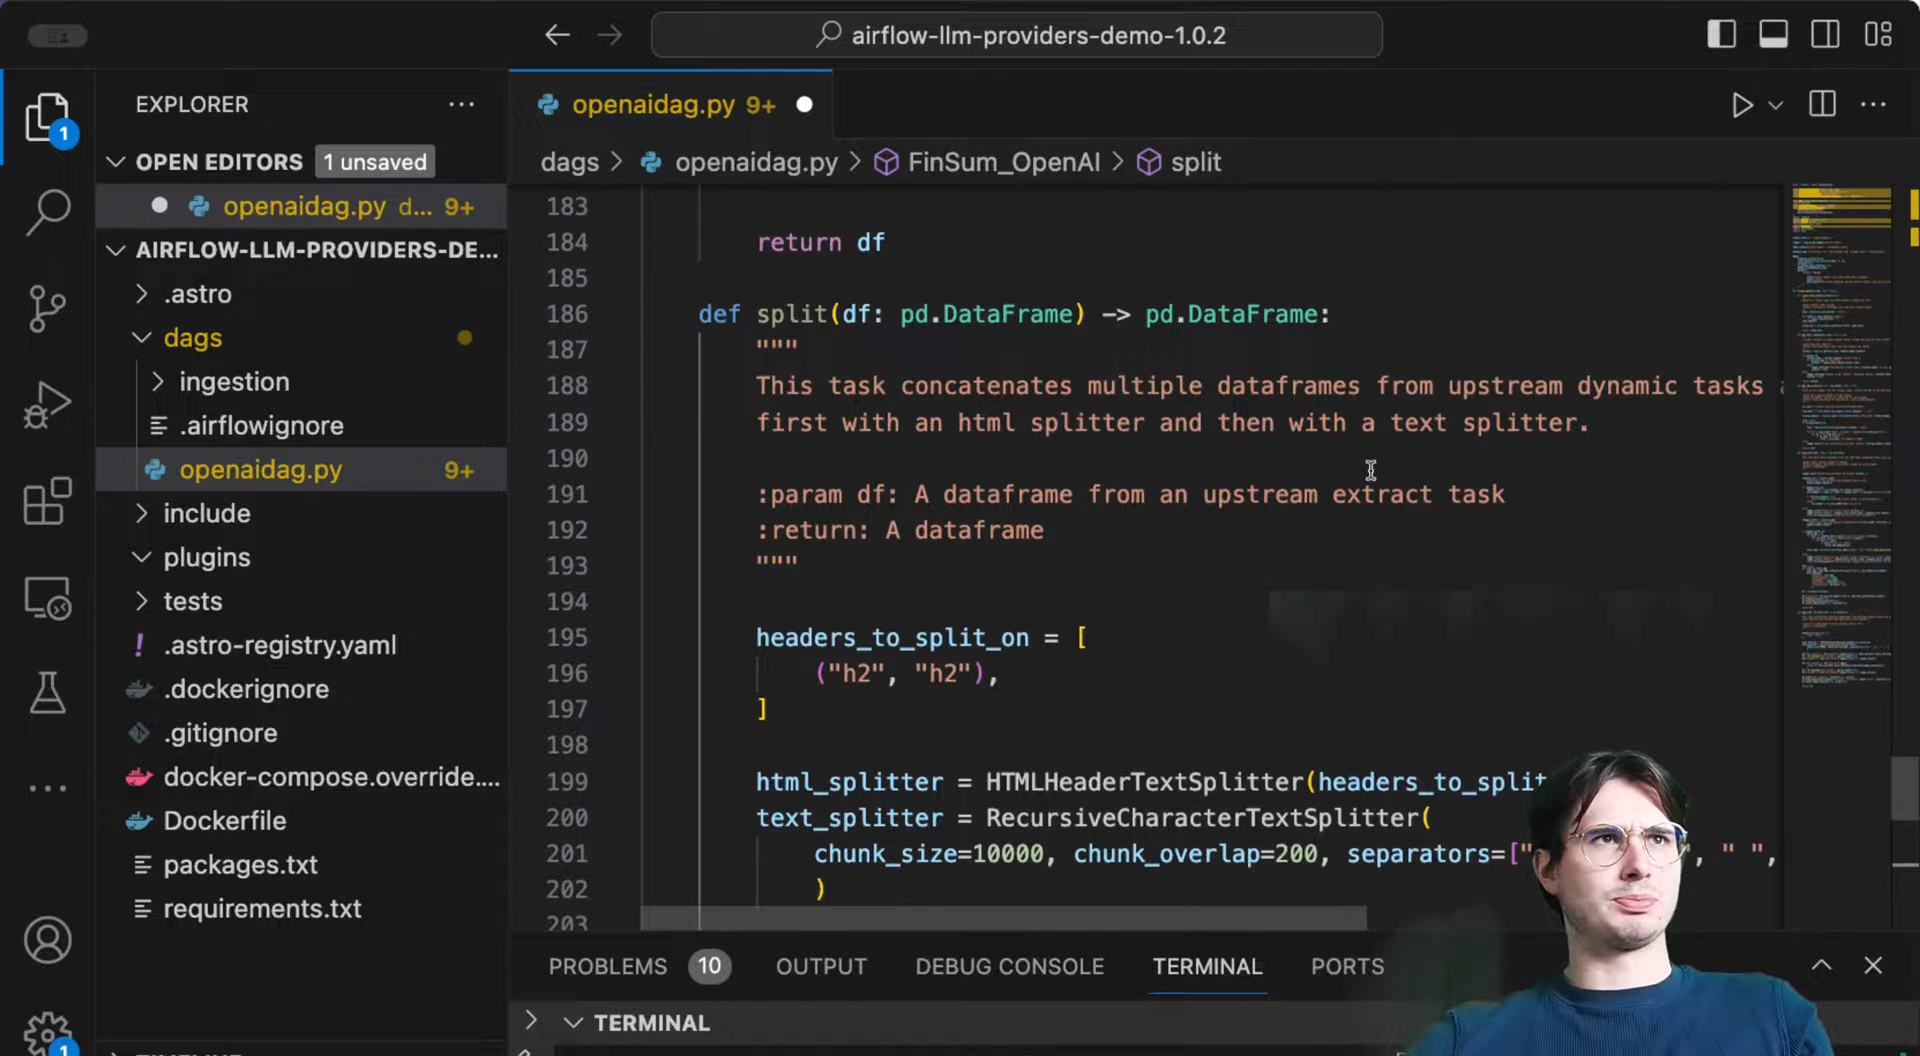 airflow-llm-providers-demo-1.0.2
EXPLORER
OPEN EDITORS 1 unsaved
openaidag.py d... 9+
AIRFLOW-LLM-PROVIDERS-DE...
.astro
dags
ingestion
.airflowignore
openaidag.py 9+
include
plugins
tests
! .astro-registry.yaml
.dockerignore
.gitignore
docker-compose.override....
Dockerfile
packages.txt
requirements.txt
1
1
openaidag.py 9+
dags > openaidag.py > FinSum_OpenAI > split
183
184 return df
185
186 def split(df: pd.DataFrame) -> pd.DataFrame:
187 """
188 This task concatenates multiple dataframes from upstream dynamic tasks
189 first with an html splitter and then with a text splitter.
190
191 :param df: A dataframe from an upstream extract task
192 :return: A dataframe
193 """
194
195 headers_to_split_on = [
196 ("h2", "h2"),
197 ]
198
199 html_splitter = HTMLHeaderTextSplitter(headers_to_split
200 text_splitter = RecursiveCharacterTextSplitter(
201 chunk_size=10000, chunk_overlap=200, separators=[" ", " ",
202 )
203
PROBLEMS 10 OUTPUT DEBUG CONSOLE TERMINAL PORTS
TERMINAL